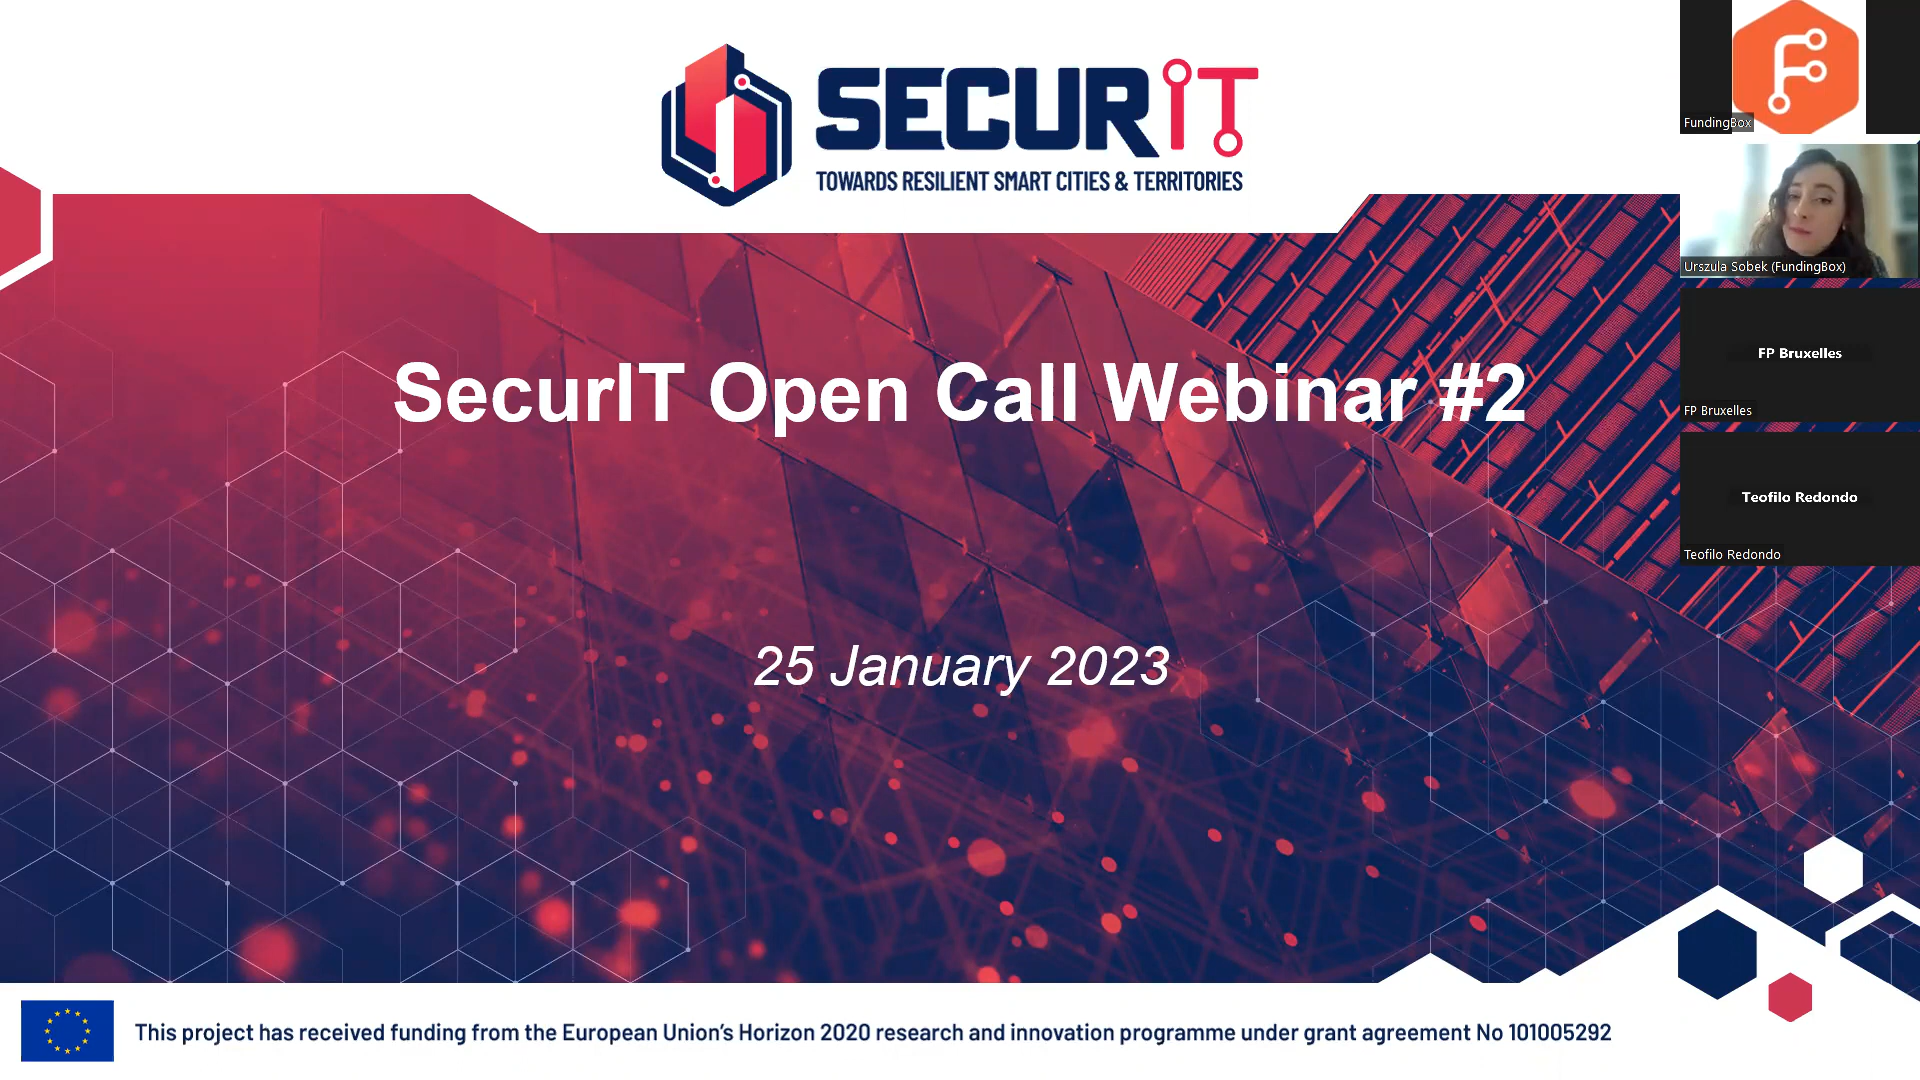 SECURIT
TOWARDS RESILIENT SMART CITIES & TERRITORIES
SecurIT Open Call Webinar #2
25 January 2023
This project has received funding from the European Union's Horizon 2020 research and innovation programme under grant agreement No 101005292
FundingBox
Urszula Sobek (FundingBox)
FP Bruxelles
FP Bruxelles
Teofilo Redondo
Teofilo Redondo